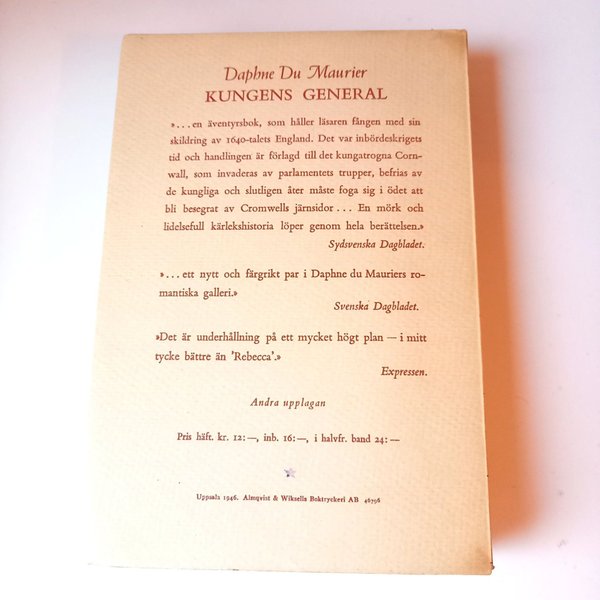 Daphne Du Maurier
KUNGENS GENERAL
»...en äventyrsbok, som håller läsaren fången med sin
skildring av 1640-talets England. Det var inbördeskrigets
tid och handlingen är förlagd till det kungatrogna Corn-
wall, som invaderas av parlamentets trupper, befrias av
de kungliga och slutligen åter måste foga sig i ödet att
bli besegrat av Cromwells järnsidor... En mörk och
lidelsefull kärlekshistoria löper genom hela berättelsen.»
Sydsvenska Dagbladet.
»...ett nytt och färgrikt par i Daphne du Mauriers ro-
mantiska galleri.»
Svenska Dagbladet.
»Det är underhållning på ett mycket högt plan — i mitt
tycke bättre än 'Rebecca'.»
Expressen.
Andra upplagan
Pris häft. kr. 12:—, inb. 16:—, i halvfr. band 24:—
Uppsala 1946. Almqvist & Wiksells Boktryckeri AB 46796